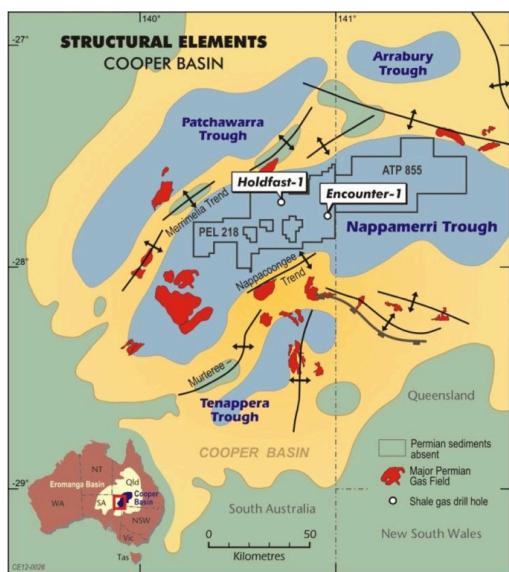 140°
141°
-27°
STRUCTURAL ELEMENTS
COOPER BASIN
Arrabury
Trough
Patchawarra
Trough
ATP 855
Holdfast-1
Encounter-1
Merrimelia Trend
PEL 218
Nappamerri Trough
-28°
Nappacoongee
Trend
Murteree
Tenappera
Trough
Queensland
COOPER BASIN
Permian sediments
absent
Major Permian
Gas Field
Shale gas drill hole
-29°
South Australia
New South Wales
0
50
Kilometres
NT
Qld
Eromanga Basin
Cooper
Basin
WA
SA
NSW
Vic
Tas
CE12-0026